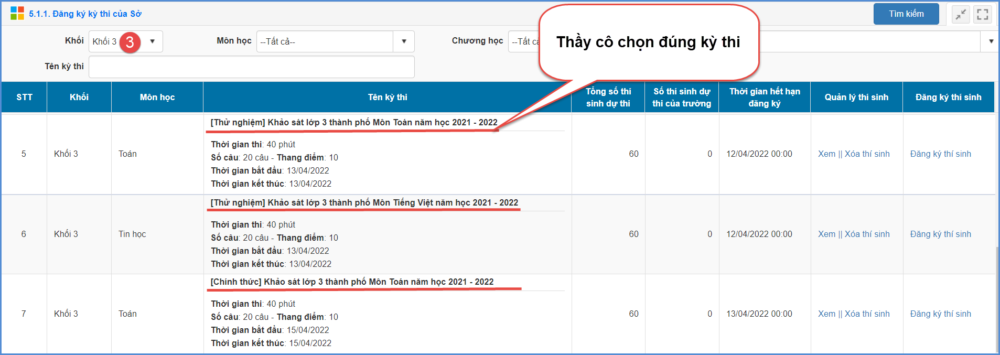 5.1.1. Đăng ký kỳ thi của Sở
Tìm kiếm
Khối
Khối 3
3
Môn học
--Tất cả--
Chương học
--Tất cả
Thầy cô chọn đúng kỳ thi
Tên kỳ thi
STT
Khối
Môn học
Tên kỳ thi
Tổng số thí
sinh dự thi
Số thí sinh dự
thi của trường
Thời gian hết hạn
đăng ký
Quản lý thí sinh
Đăng ký thí sinh
5
Khối 3
Toán
[Thử nghiệm] Khảo sát lớp 3 thành phố Môn Toán năm học 2021 - 2022
Thời gian thi: 40 phút
Số câu: 20 câu - Thang điểm: 10
Thời gian bắt đầu: 13/04/2022
Thời gian kết thúc: 13/04/2022
60
0
12/04/2022 00:00
Xem || Xóa thí sinh
Đăng ký thí sinh
6
Khối 3
Tin học
[Thử nghiệm] Khảo sát lớp 3 thành phố Môn Tiếng Việt năm học 2021 - 2022
Thời gian thi: 40 phút
Số câu: 20 câu - Thang điểm: 10
Thời gian bắt đầu: 13/04/2022
Thời gian kết thúc: 13/04/2022
60
0
12/04/2022 00:00
Xem || Xóa thí sinh
Đăng ký thí sinh
7
Khối 3
Toán
[Chính thức] Khảo sát lớp 3 thành phố Môn Toán năm học 2021 - 2022
Thời gian thi: 40 phút
Số câu: 20 câu - Thang điểm: 10
Thời gian bắt đầu: 15/04/2022
Thời gian kết thúc: 15/04/2022
60
0
13/04/2022 00:00
Xem || Xóa thí sinh
Đăng ký thí sinh